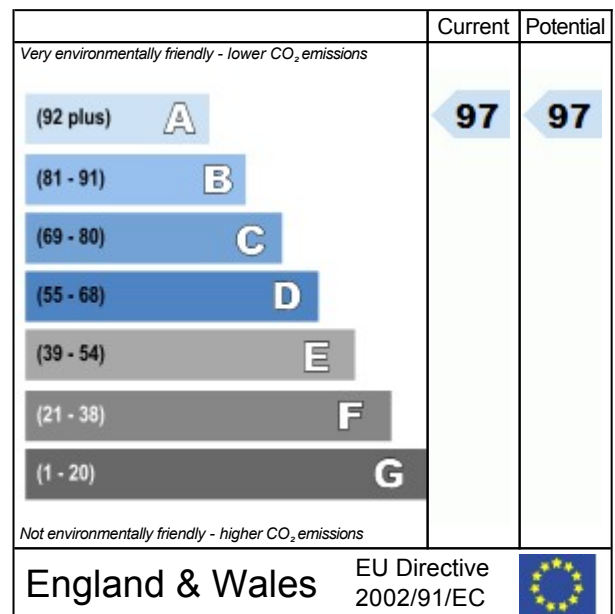 Current Potential
Very environmentally friendly - lower CO₂ emissions
(92 plus) A 97 97
(81 - 91) B
(69 - 80) C
(55 - 68) D
(39 - 54) E
(21 - 38) F
(1 - 20) G
Not environmentally friendly - higher CO₂ emissions
England & Wales
EU Directive
2002/91/EC